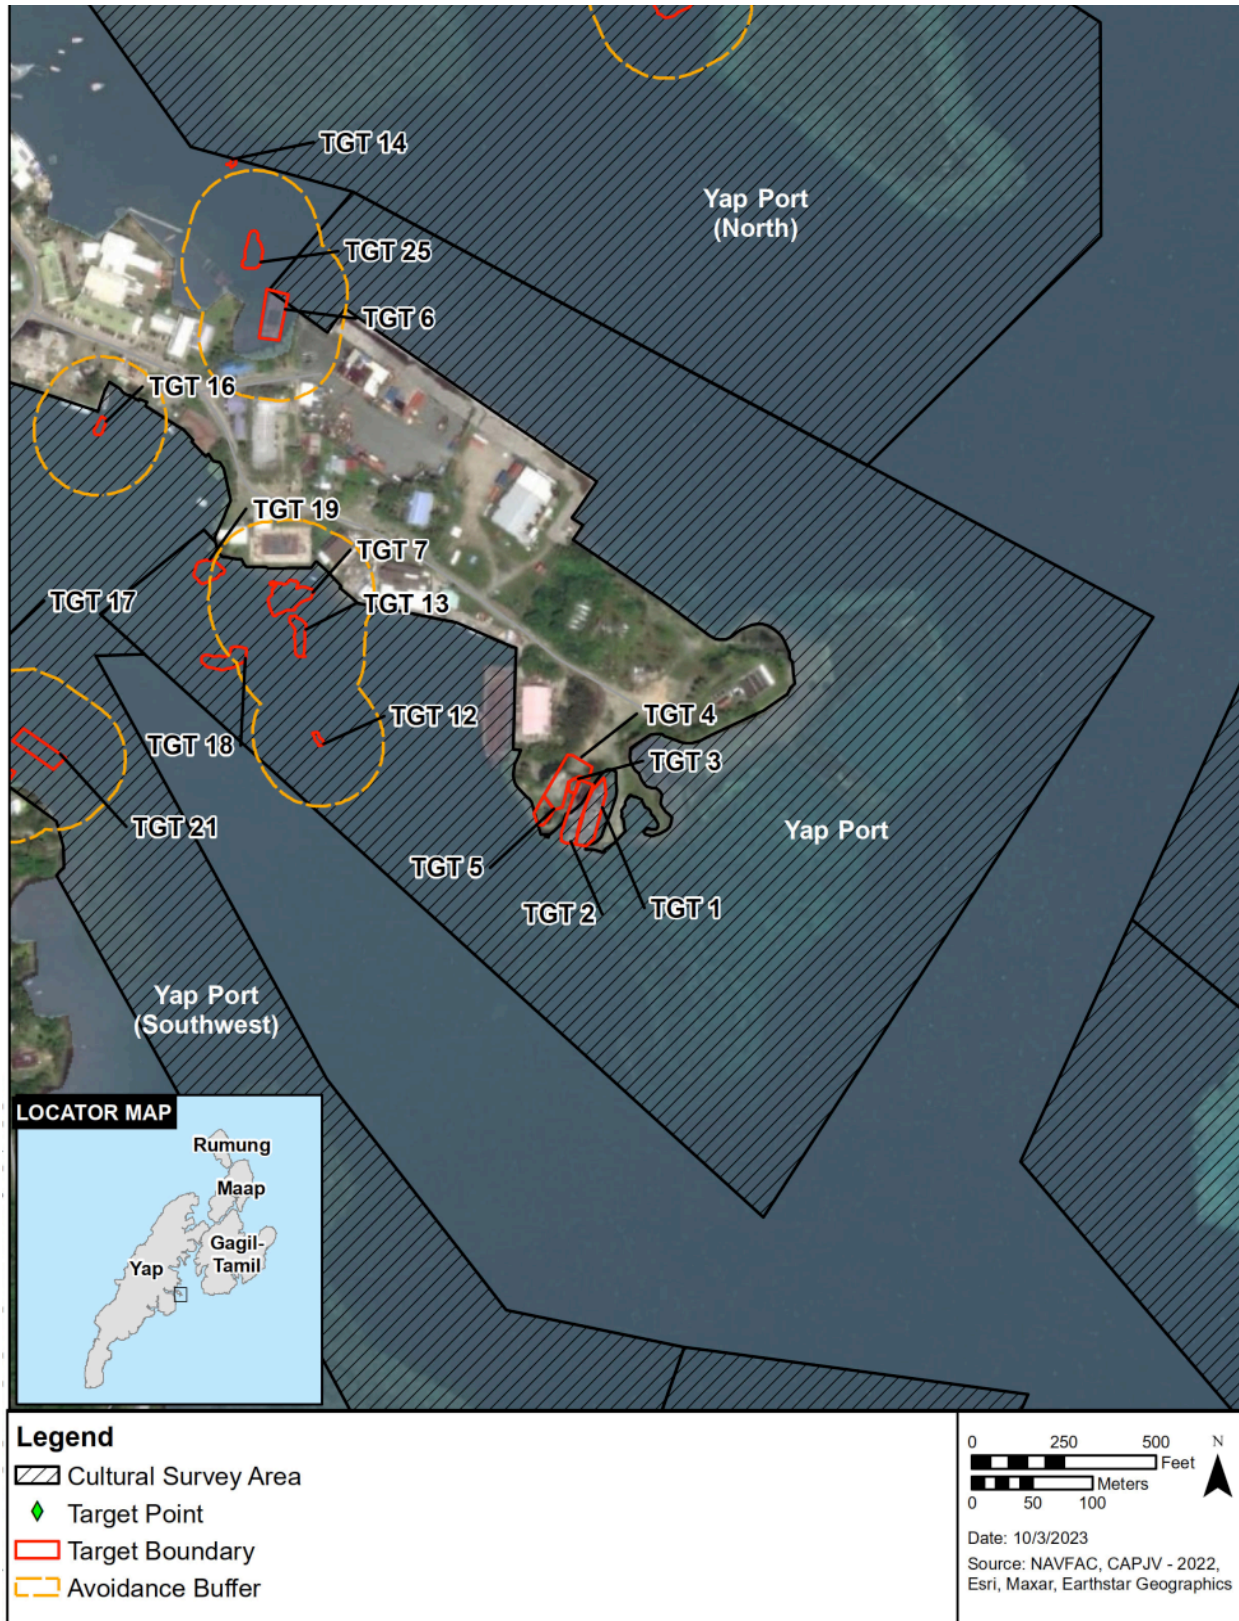 TGT 14
Yap Port
(North)
TGT 25
TGT 6
TGT 16
TGT 19
TGT 7
TGT 17
TGT 13
TGT 4
TGT 12
TGT 18
TGT 3
TGT 21
Yap Port
TGT 5
TGT 2
TGT 1
Yap Port
(Southwest)
LOCATOR MAP
Rumung
Maap
Gagil-
Tamil
Yap
Legend
Cultural Survey Area
Target Point
Target Boundary
Avoidance Buffer
0 250 500
Feet
Meters
0 50 100
N
Date: 10/3/2023
Source: NAVFAC, CAPJV - 2022,
Esri, Maxar, Earthstar Geographics